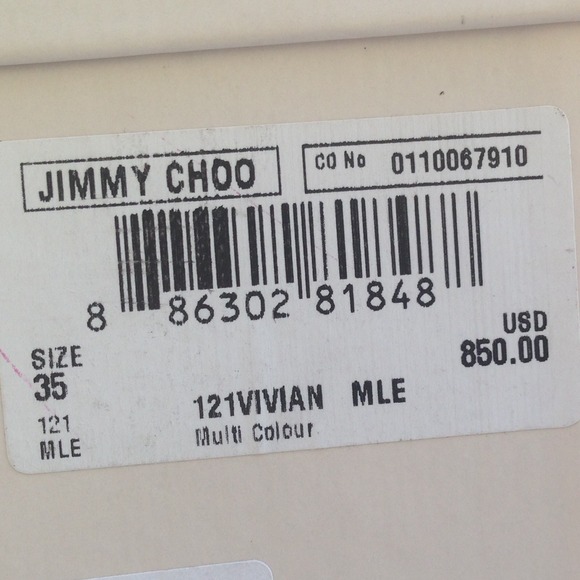 JIMMY CHOO
CO No 0110067910
8 86302 81848
SIZE
35
121
MLE
121VIVIAN MLE
Multi Colour
USD
850.00